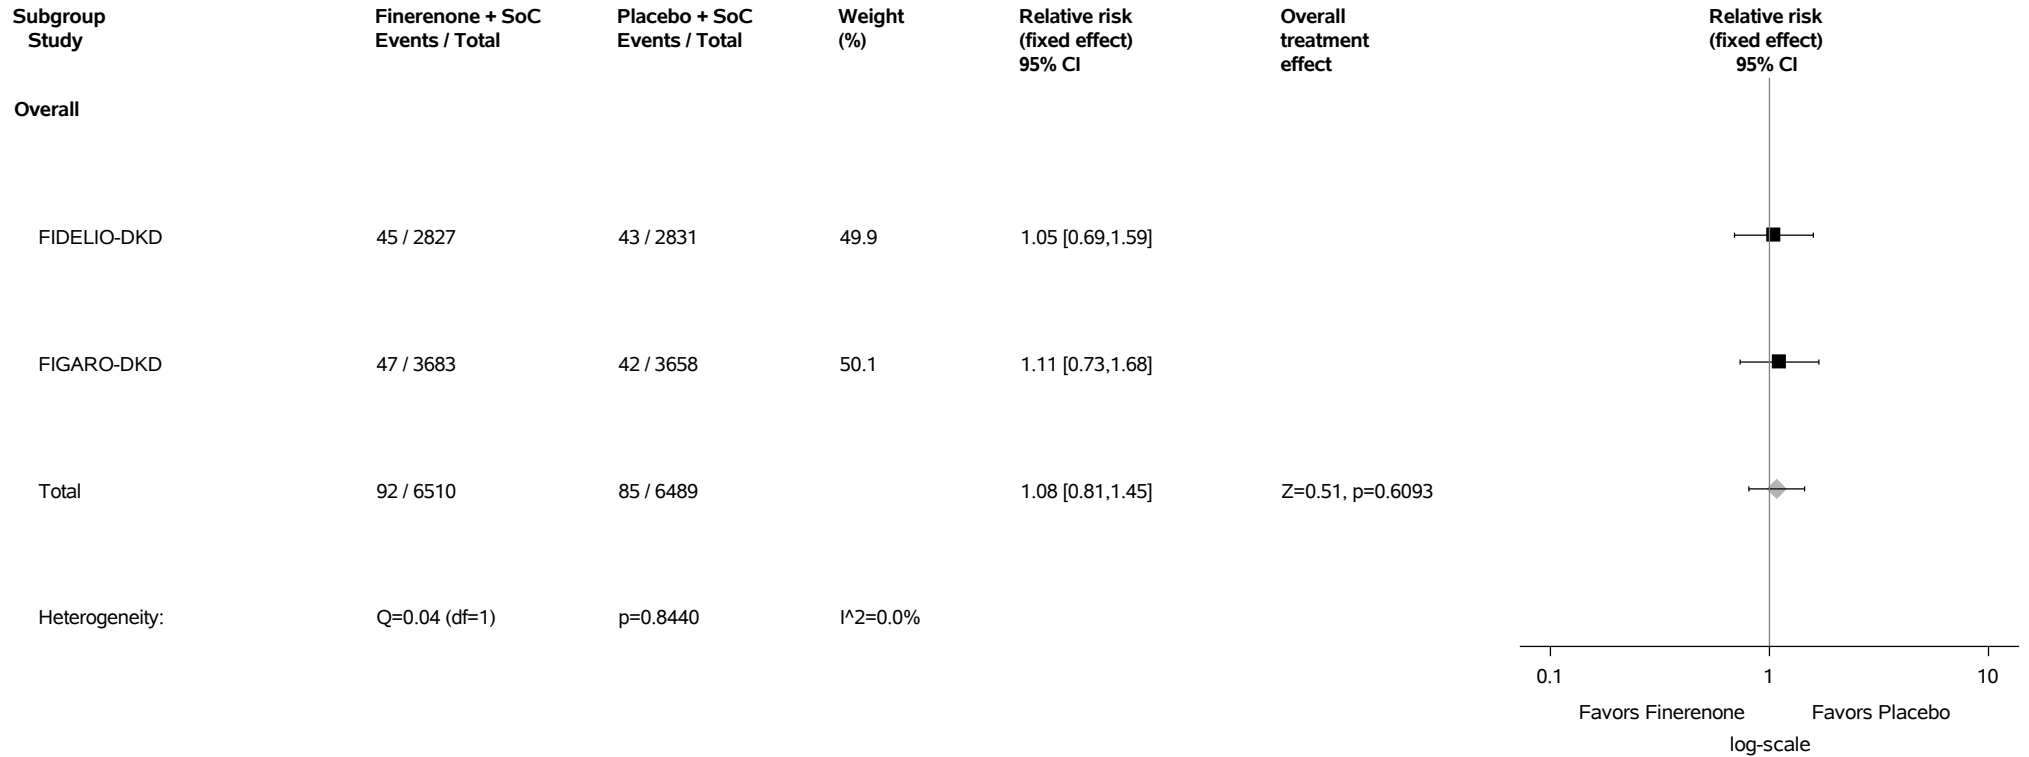 Subgroup Finerenone + SoC Placebo + SoC Weight Relative risk Overall Relative risk
Study Events / Total Events / Total (%) (fixed effect) treatment (fixed effect)
95% CI effect 95% CI
Overall
FIDELIO-DKD 45 / 2827 43 / 2831 49.9 1.05 [0.69,1.59]
FIGARO-DKD 47 / 3683 42 / 3658 50.1 1.11 [0.73,1.68]
Total 92 / 6510 85 / 6489 1.08 [0.81,1.45] Z=0.51, p=0.6093
Heterogeneity: Q=0.04 (df=1) p=0.8440 I^2=0.0%
0.1 1 10
Favors Finerenone Favors Placebo
log-scale